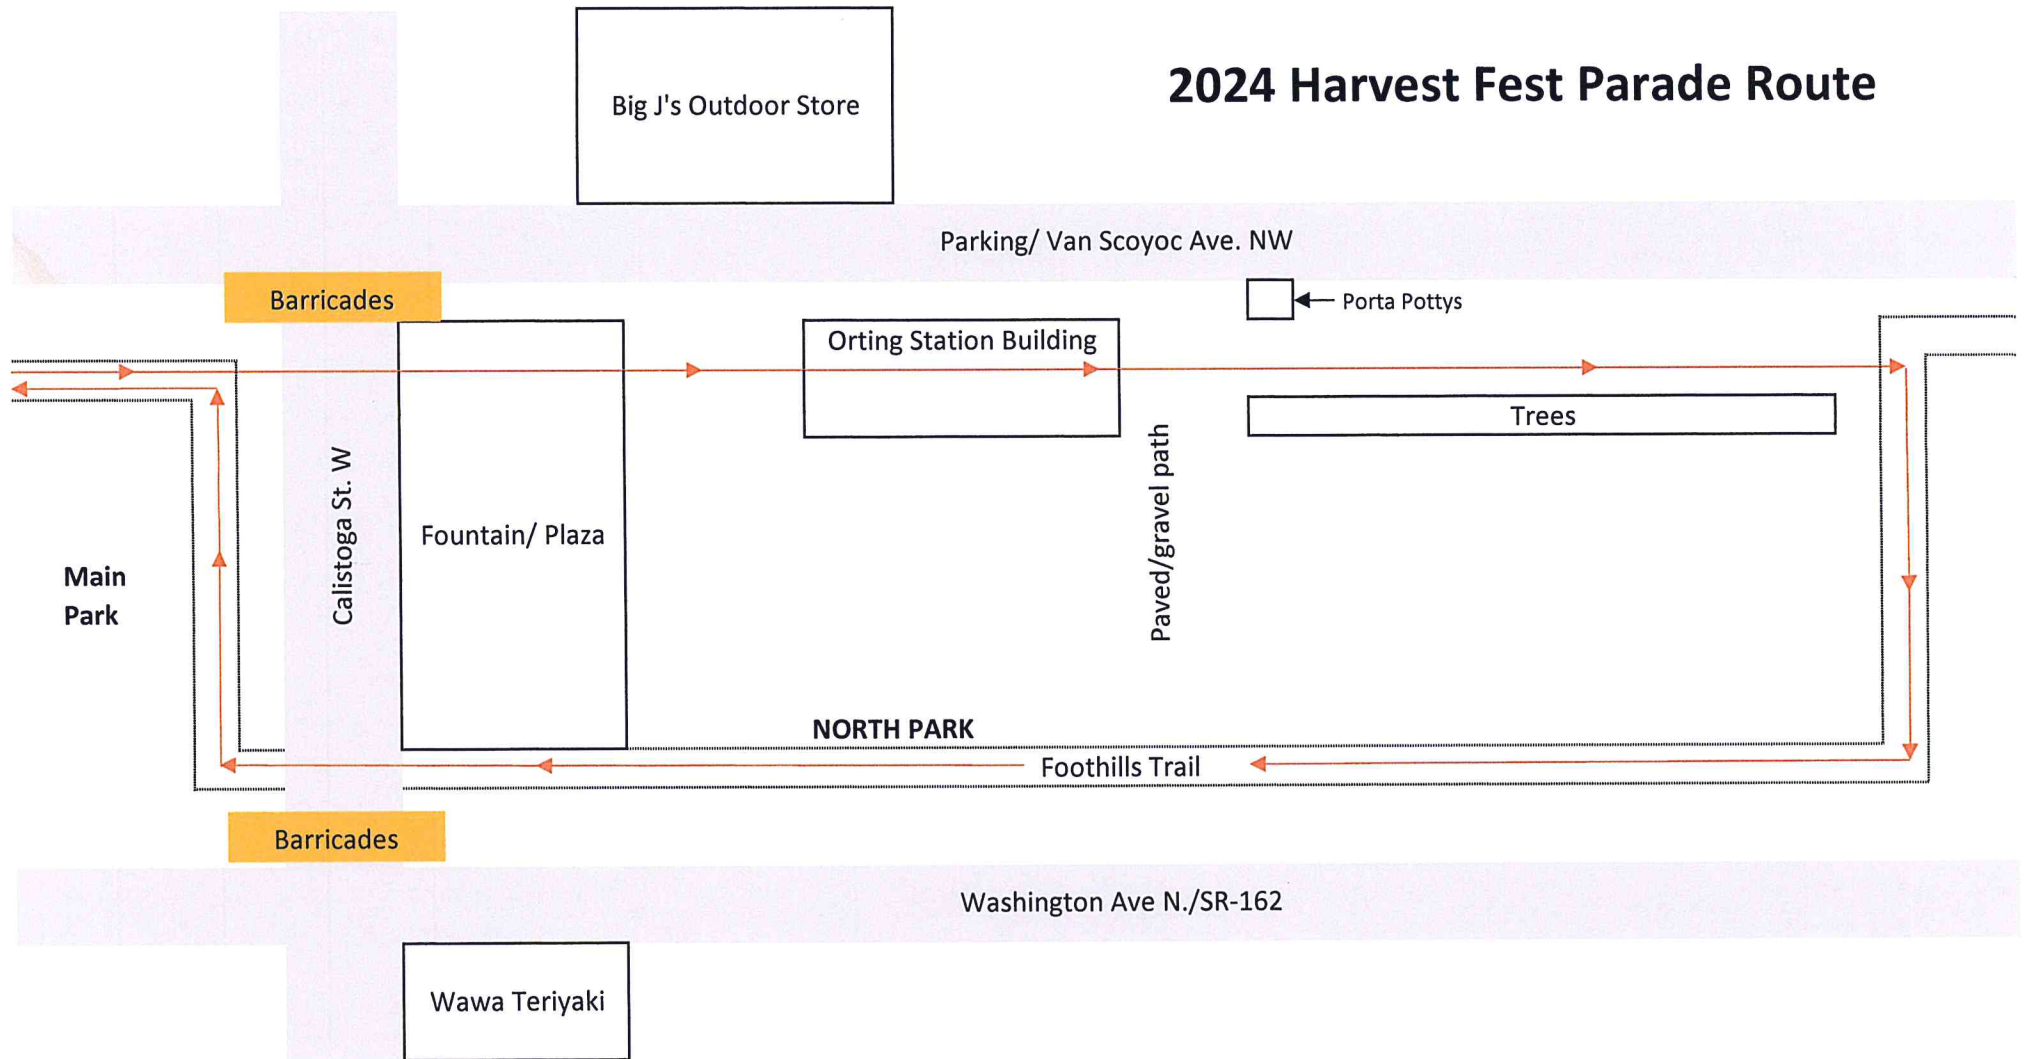 2024 Harvest Fest Parade Route
Big J's Outdoor Store
Parking/ Van Scoyoc Ave. NW
Barricades
Porta Pottys
Orting Station Building
Trees
Calistoga St. W
Fountain/ Plaza
Paved/gravel path
Main
Park
NORTH PARK
Foothills Trail
Barricades
Washington Ave N./SR-162
Wawa Teriyaki